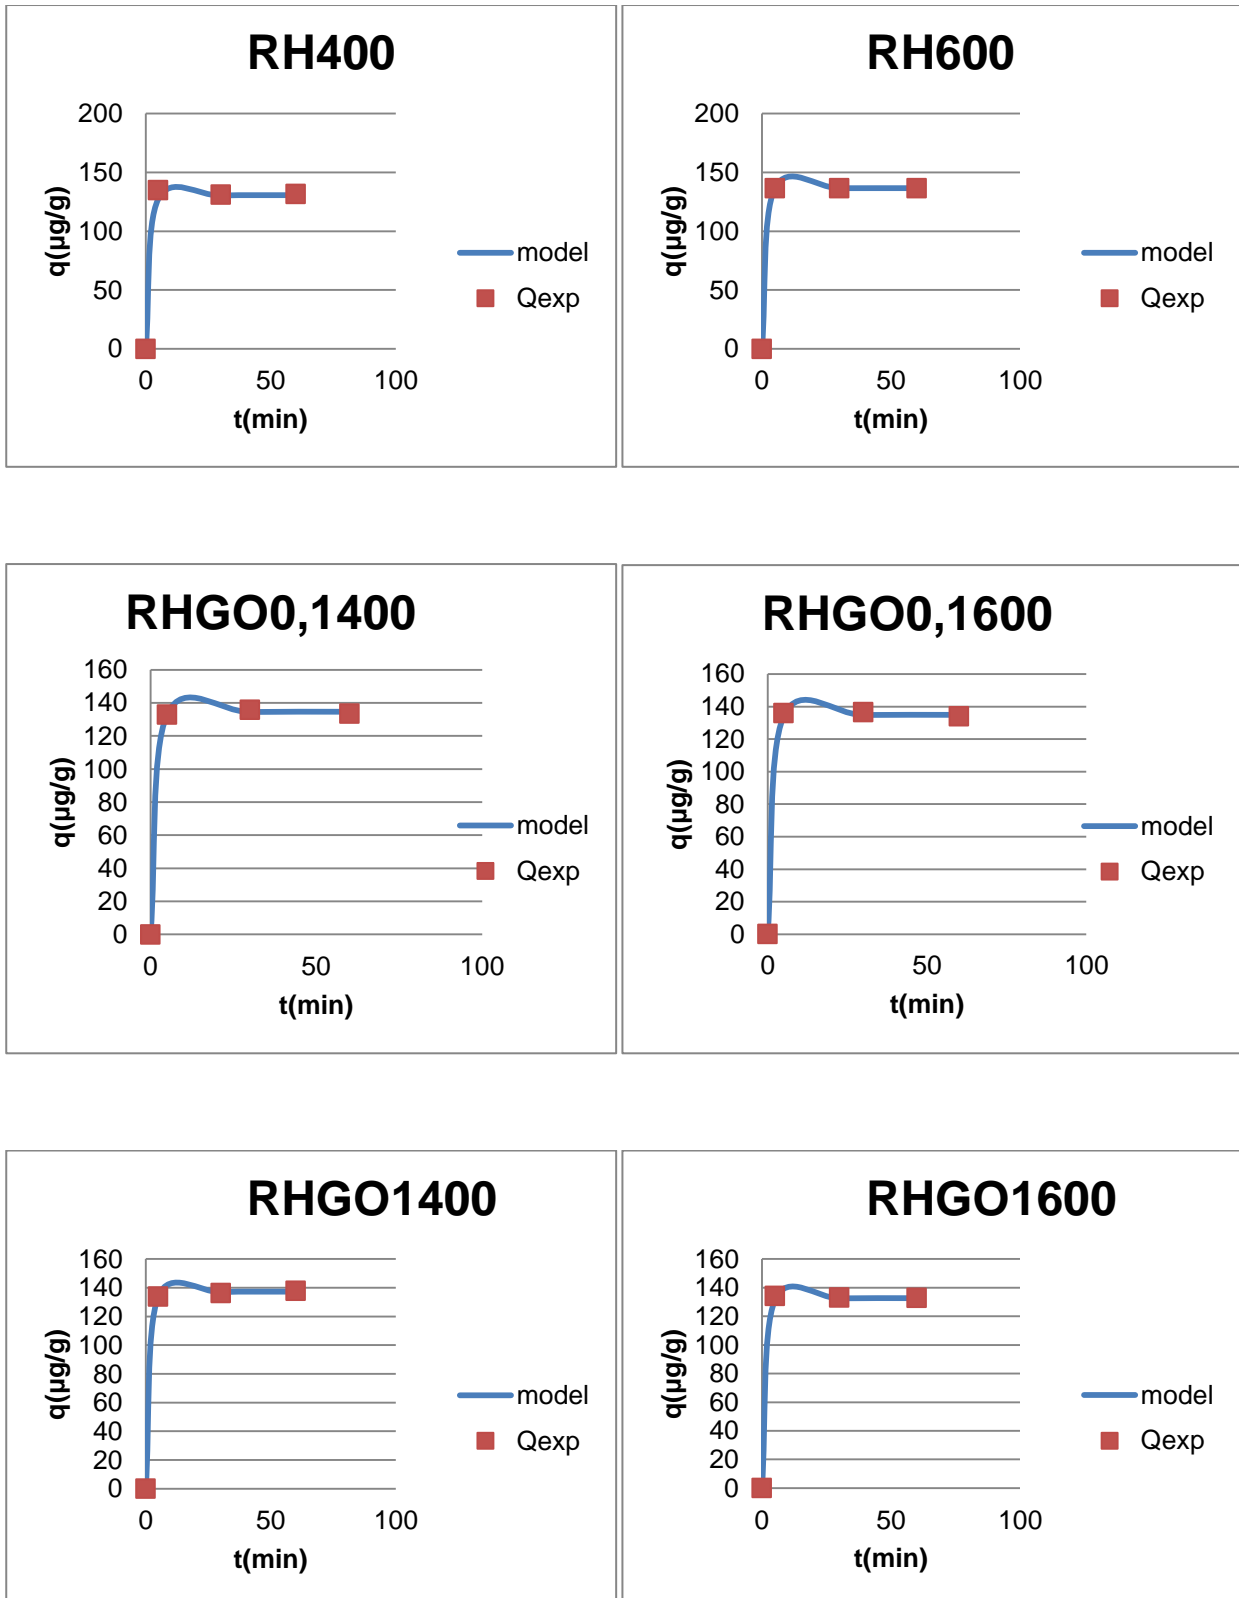 RH400
200
150
100
50
0
q(µg/g)
0 50 100
t(min)
model
Qexp
RH600
200
150
100
50
0
q(µg/g)
0 50 100
t(min)
model
Qexp
RHGO0,1400
160
140
120
100
80
60
40
20
0
q(µg/g)
0 50 100
t(min)
model
Qexp
RHGO0,1600
160
140
120
100
80
60
40
20
0
q(µg/g)
0 50 100
t(min)
model
Qexp
RHGO1400
160
140
120
100
80
60
40
20
0
q(µg/g)
0 50 100
t(min)
model
Qexp
RHGO1600
160
140
120
100
80
60
40
20
0
q(µg/g)
0 50 100
t(min)
model
Qexp